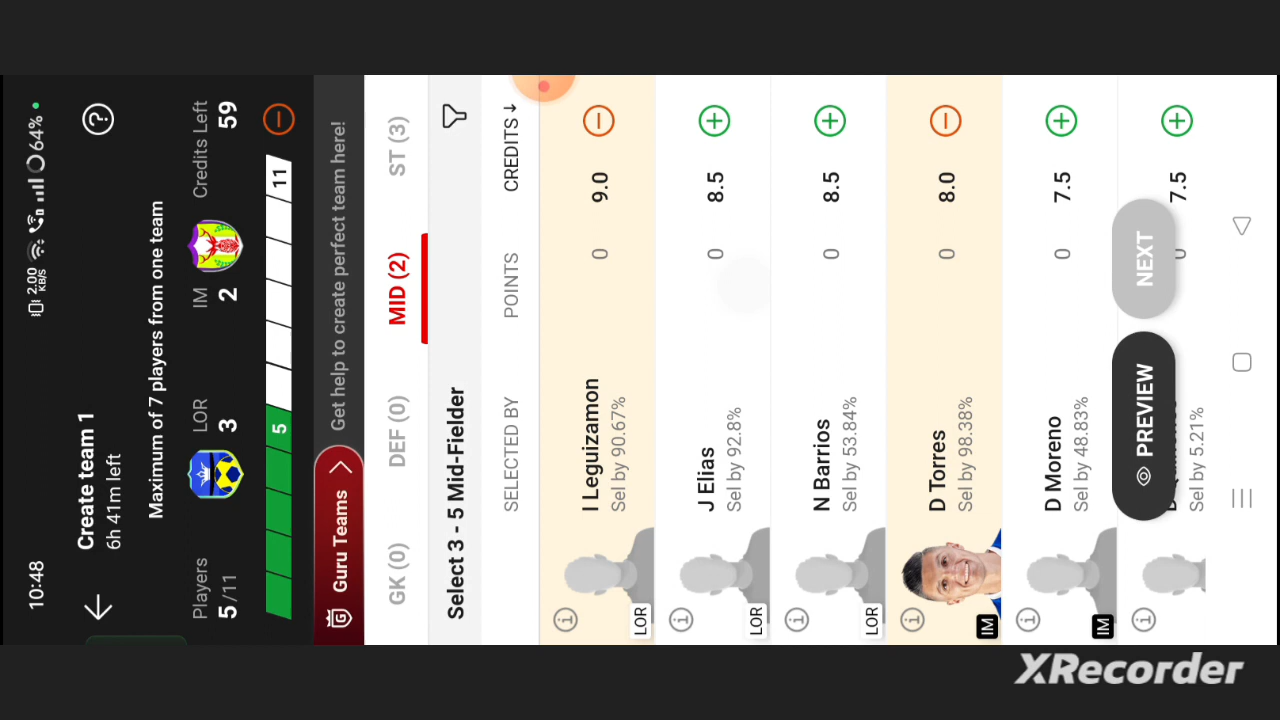 10:48
2.00 KB/S
64%
Create team 1
6h 41m left
Maximum of 7 players from one team
Players
5/11
LOR
3
IM
2
Credits Left
59
5
11
Guru Teams
Get help to create perfect team here!
GK (0)
DEF (0)
MID (2)
ST (3)
Select 3 - 5 Mid-Fielder
SELECTED BY
POINTS
CREDITS
I Leguizamon
Sel by 90.67%
0
9.0
LOR
J Elias
Sel by 92.8%
0
8.5
LOR
N Barrios
Sel by 53.84%
0
8.5
LOR
D Torres
Sel by 98.38%
0
8.0
IM
D Moreno
Sel by 48.83%
0
7.5
IM
Sel by 5.21%
0
7.5
PREVIEW
NEXT
XRecorder